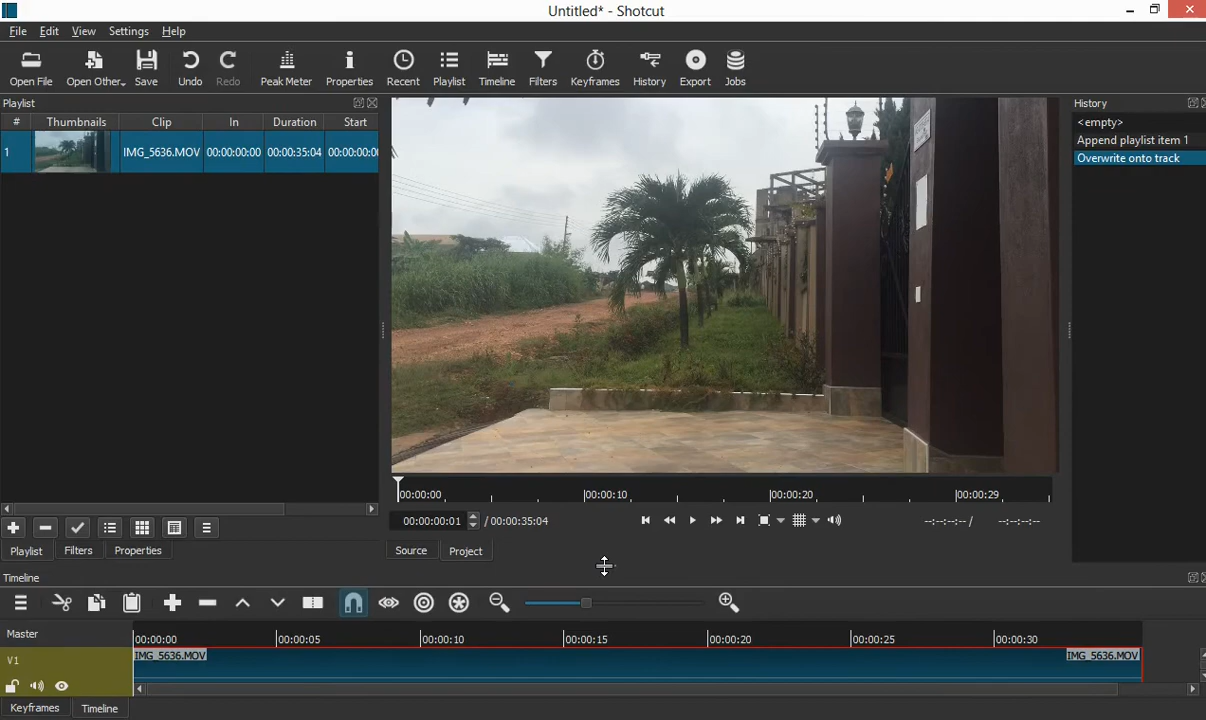 Untitled* - Shotcut
File Edit View Settings Help
Open File Open Other.. Save Undo Redo Peak Meter Properties Recent Playlist Timeline Filters Keyframes History Export Jobs
Playlist
# Thumbnails Clip In Duration Start
1 IMG_5636.MOV 00:00:00:00 00:00:35:04 00:00:00:0
History
<empty>
Append playlist item 1
Overwrite onto track
00:00:00 00:00:10 00:00:20 00:00:29
00:00:00:01 / 00:00:35:04 --:--:--:-- / --:--:--:--
Playlist Filters Properties
Source Project
Timeline
Master 00:00:00 00:00:05 00:00:10 00:00:15 00:00:20 00:00:25 00:00:30
V1 IMG_5636.MOV IMG_5636.MOV
Keyframes Timeline